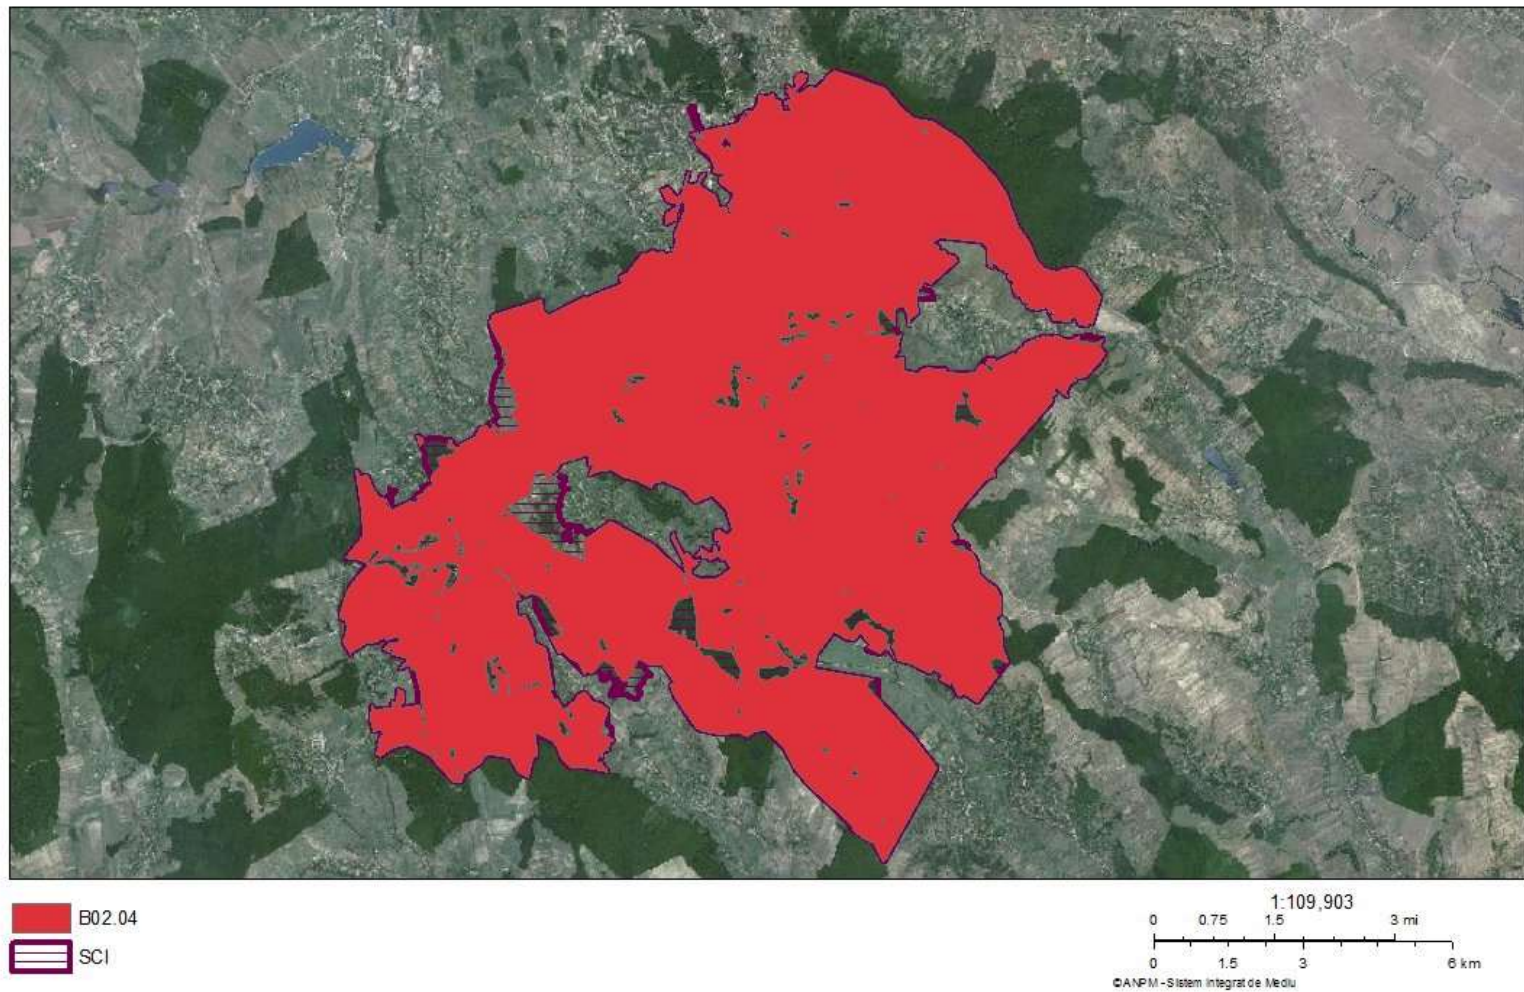 B02.04
SCI
1:109,903
0 0.75 1.5 3 mi
0 1.5 3 6 km
©ANPM - Sistem Integrat de Mediu